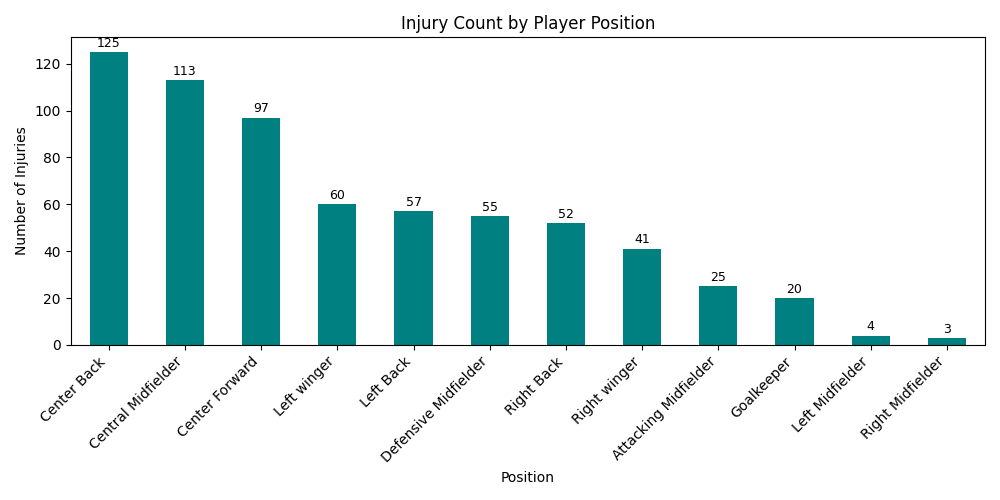 Injury Count by Player Position
Number of Injuries
120
100
80
60
40
20
0
125
113
97
60
57
55
52
41
25
20
4
3
Center Back
Central Midfielder
Center Forward
Left winger
Left Back
Defensive Midfielder
Right Back
Right winger
Attacking Midfielder
Goalkeeper
Left Midfielder
Right Midfielder
Position